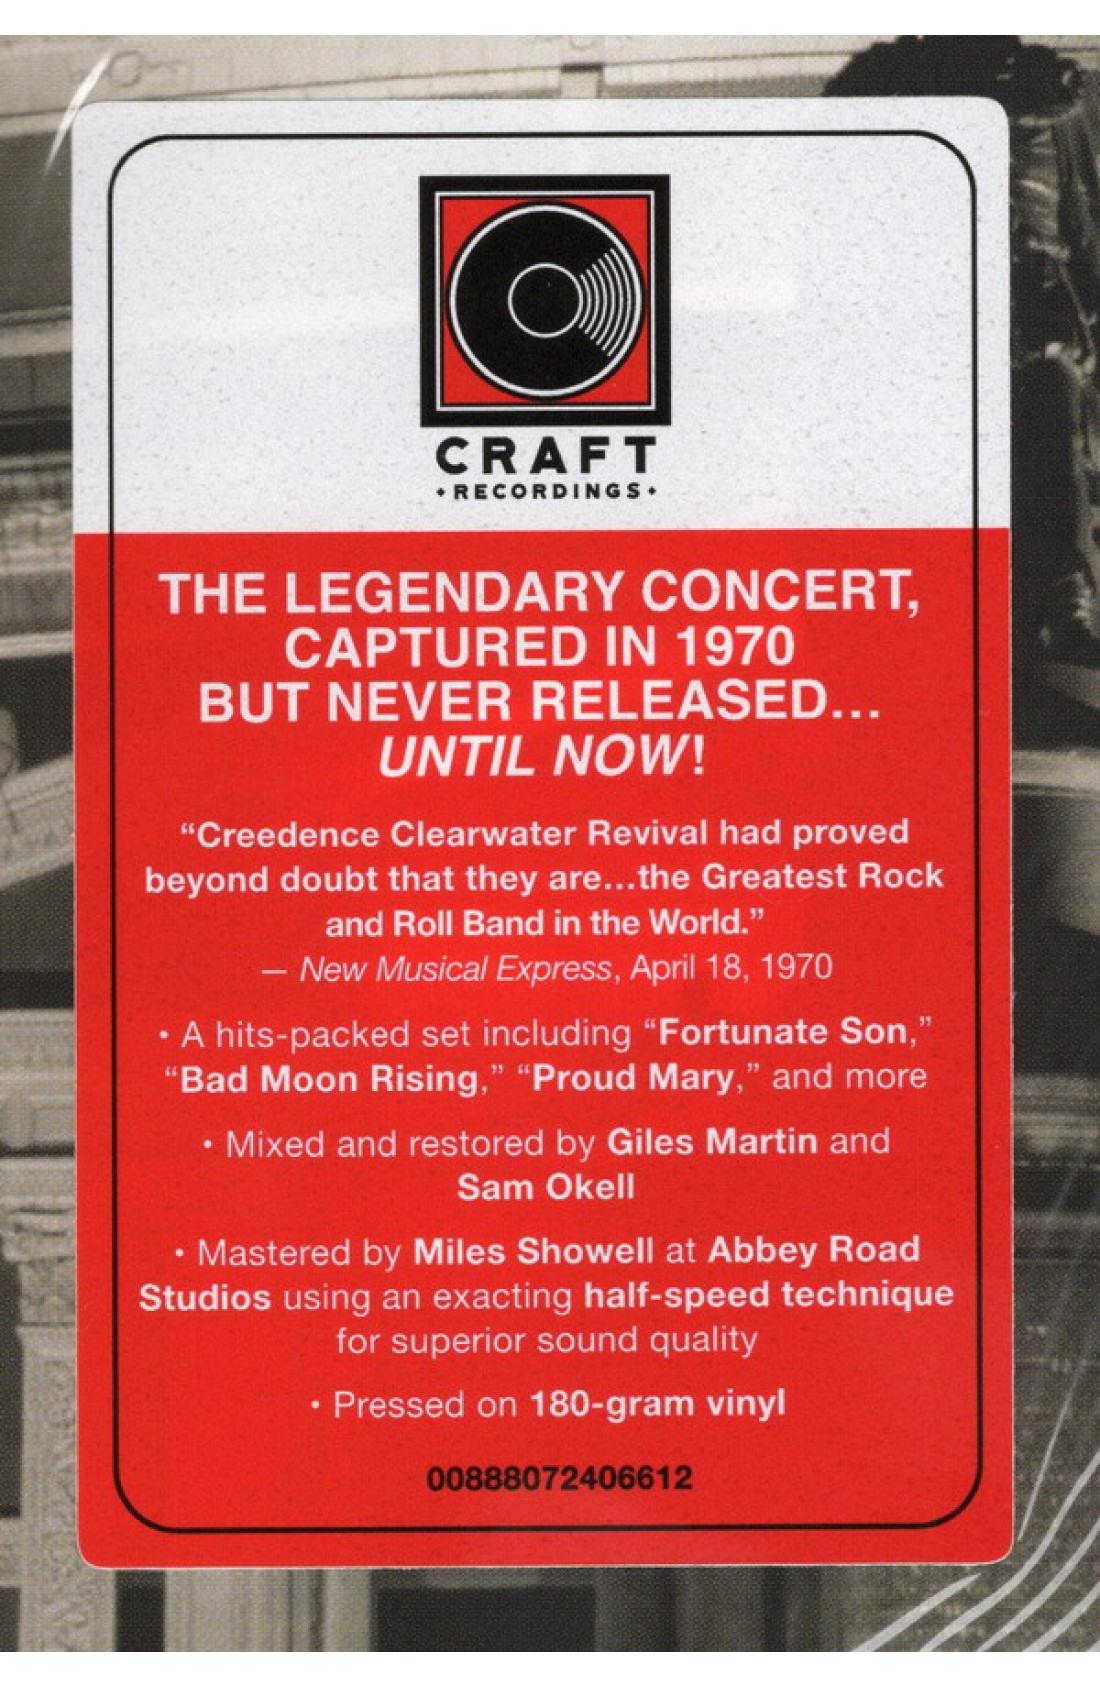 CRAFT
• RECORDINGS •
THE LEGENDARY CONCERT,
CAPTURED IN 1970
BUT NEVER RELEASED...
UNTIL NOW!
“Creedence Clearwater Revival had proved
beyond doubt that they are...the Greatest Rock
and Roll Band in the World.”
— New Musical Express, April 18, 1970
• A hits-packed set including “Fortunate Son,”
“Bad Moon Rising,” “Proud Mary,” and more
• Mixed and restored by Giles Martin and
Sam Okell
• Mastered by Miles Showell at Abbey Road
Studios using an exacting half-speed technique
for superior sound quality
• Pressed on 180-gram vinyl
00888072406612